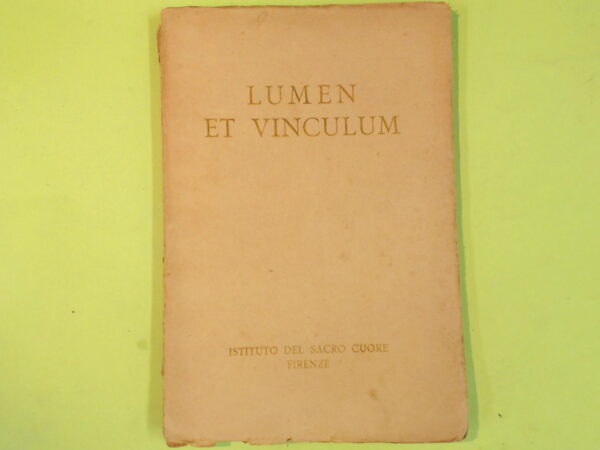 LUMEN
ET VINCULUM
ISTITUTO DEL SACRO CUORE
FIRENZE